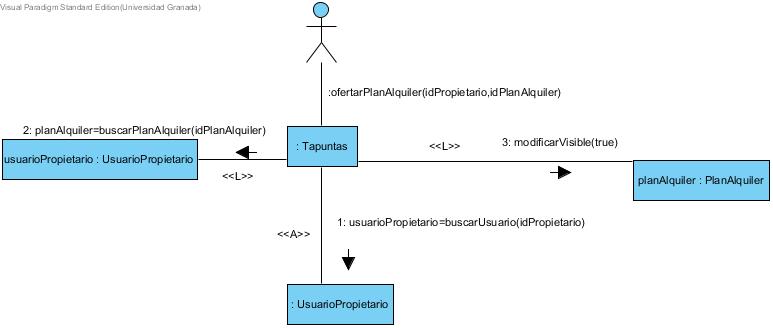 Visual Paradigm Standard Edition(Universidad Granada)
:ofertarPlanAlquiler(idPropietario,idPlanAlquiler)
2: planAlquiler=buscarPlanAlquiler(idPlanAlquiler)
: Tapuntas
<<L>>
3: modificarVisible(true)
usuarioPropietario : UsuarioPropietario
<<L>>
planAlquiler : PlanAlquiler
1: usuarioPropietario=buscarUsuario(idPropietario)
<<A>>
: UsuarioPropietario